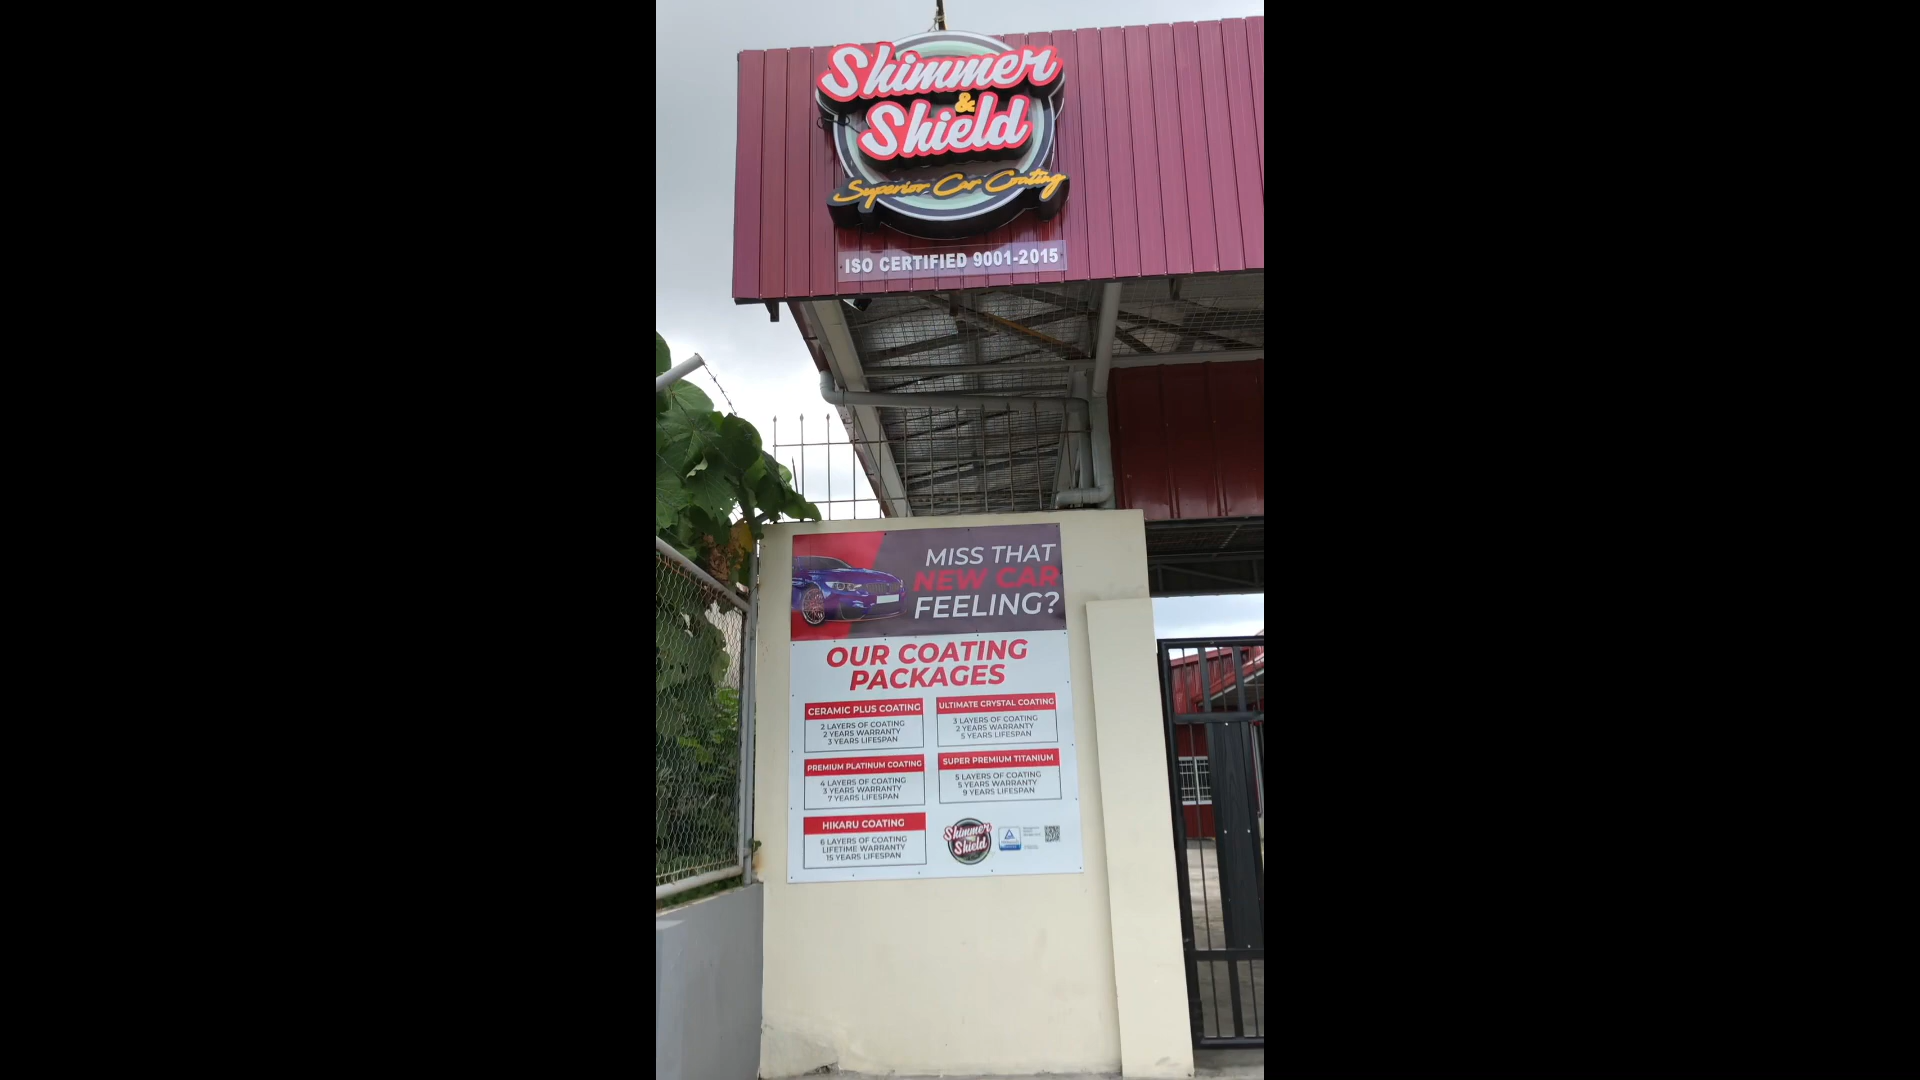 Shimmer
&
Shield
Superior Car Coating
ISO CERTIFIED 9001-2015
MISS THAT
NEW CAR
FEELING?
OUR COATING
PACKAGES
CERAMIC PLUS COATING
2 LAYERS OF COATING
2 YEARS WARRANTY
3 YEARS LIFESPAN
ULTIMATE CRYSTAL COATING
3 LAYERS OF COATING
2 YEARS WARRANTY
5 YEARS LIFESPAN
PREMIUM PLATINUM COATING
4 LAYERS OF COATING
3 YEARS WARRANTY
7 YEARS LIFESPAN
SUPER PREMIUM TITANIUM
5 LAYERS OF COATING
5 YEARS WARRANTY
9 YEARS LIFESPAN
HIKARU COATING
6 LAYERS OF COATING
LIFETIME WARRANTY
15 YEARS LIFESPAN
Shimmer
Shield